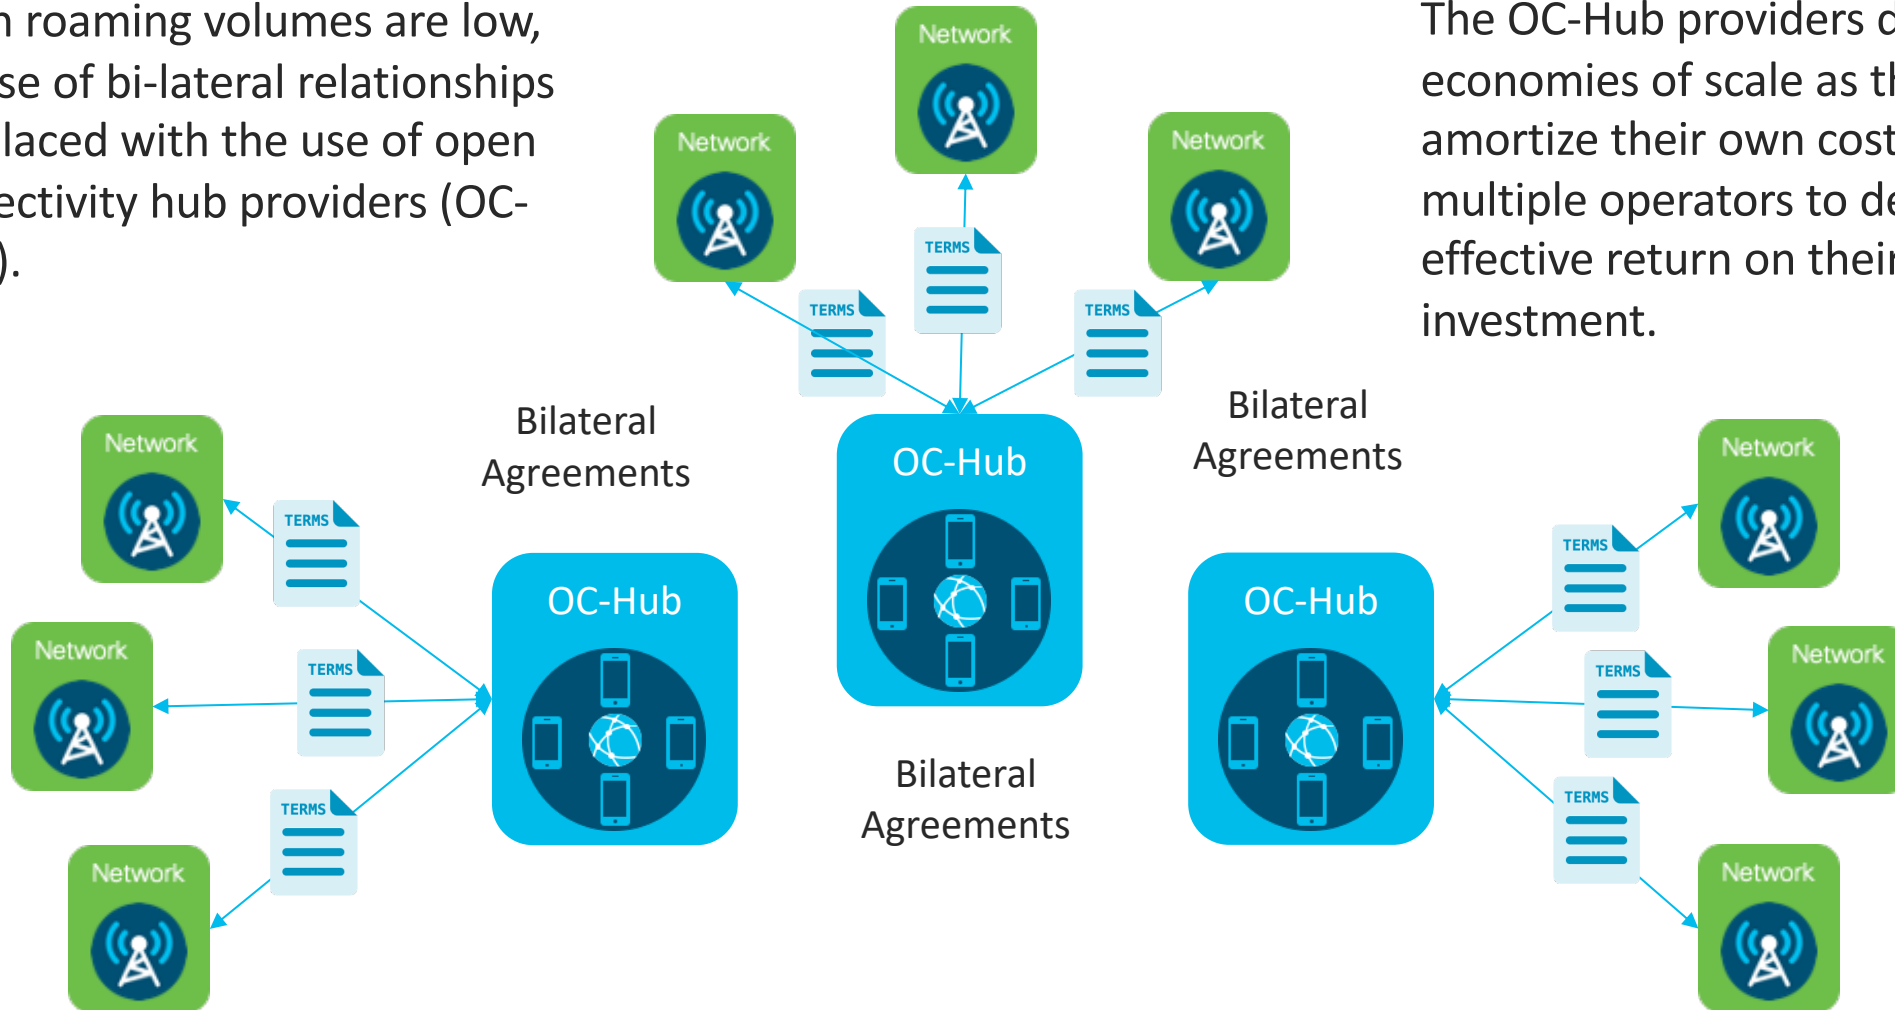 n roaming volumes are low,
se of bi-lateral relationships
laced with the use of open
ectivity hub providers (OC-
).
The OC-Hub providers d
economies of scale as th
amortize their own cost
multiple operators to de
effective return on their
investment.
Network
Network
Network
TERMS
TERMS
TERMS
Bilateral
Agreements
Bilateral
Agreements
OC-Hub
Network
TERMS
Network
TERMS
Network
TERMS
OC-Hub
OC-Hub
Network
TERMS
Network
TERMS
Network
TERMS
Bilateral
Agreements